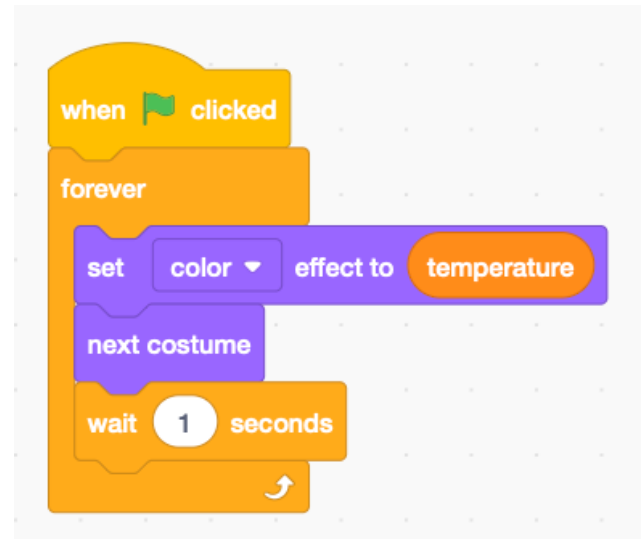 when clicked
forever
set color effect to temperature
next costume
wait 1 seconds